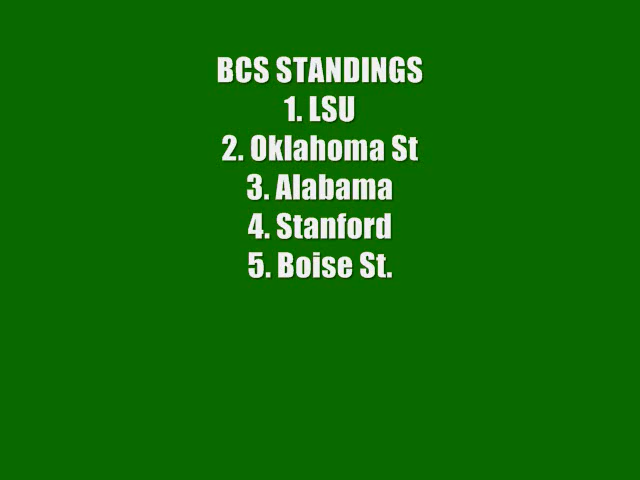 BCS STANDINGS
1. LSU
2. Oklahoma St
3. Alabama
4. Stanford
5. Boise St.